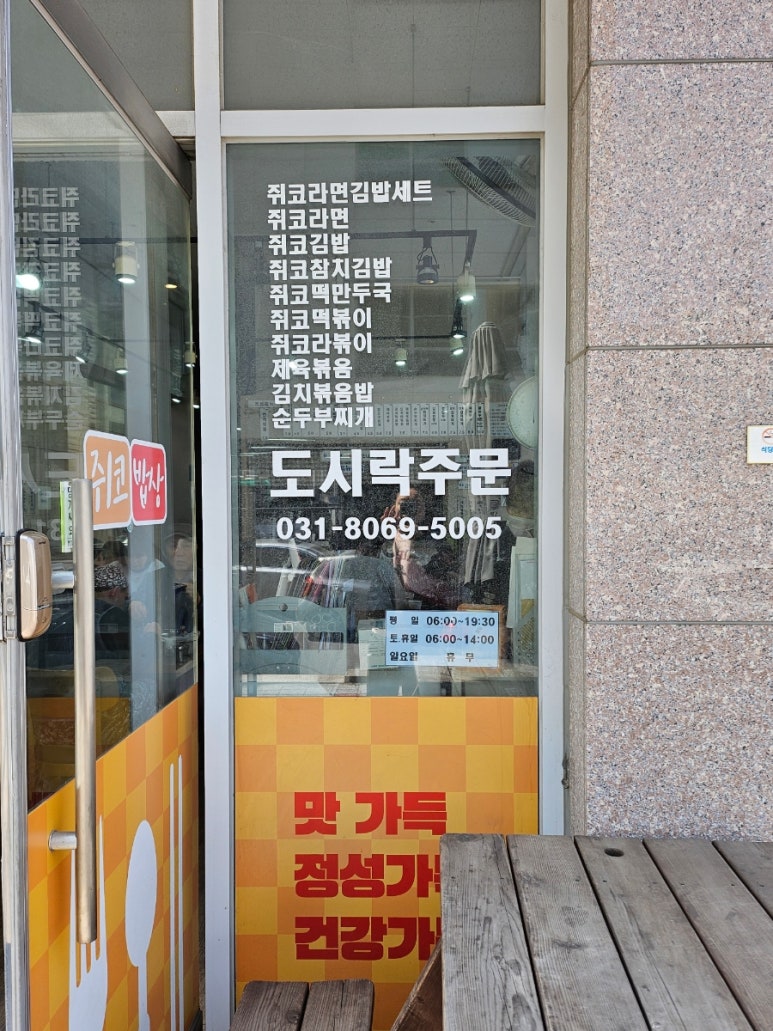 쥐코라면김밥세트
쥐코라면
쥐코김밥
쥐코참치김밥
쥐코떡만두국
쥐코떡볶이
쥐코라볶이
제육볶음
김치볶음밥
순두부찌개
도시락주문
031-8069-5005
쥐코밥상
평 일 06:00~19:30
토.휴일 06:00~14:00
일요일 휴 무
맛 가득
정성가득
건강가